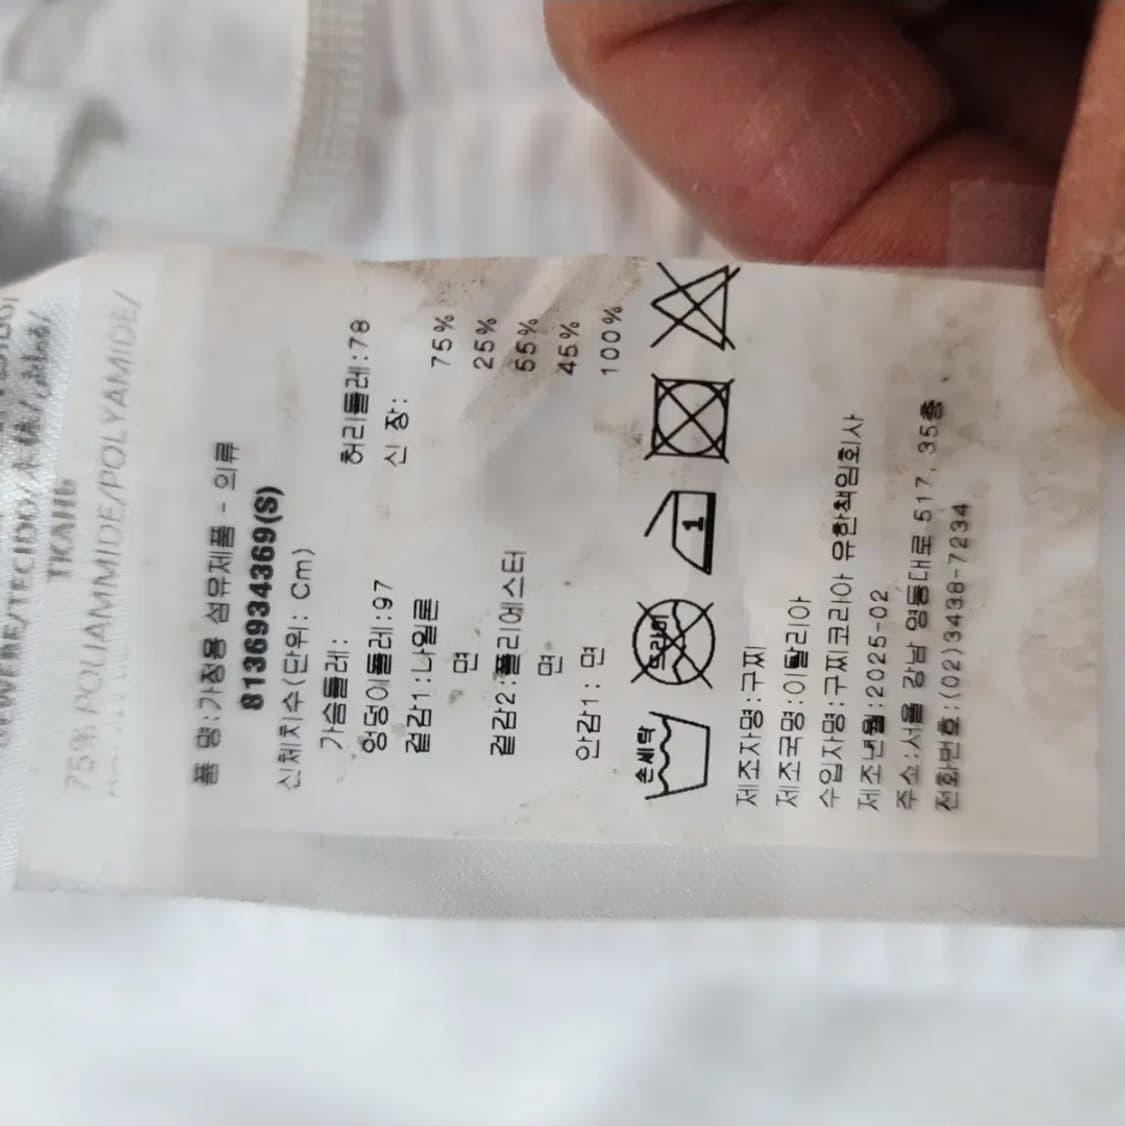 TKAHb
75% POLIAMMIDE/POLYAMIDE/
품 명:가정용 섬유제품 - 의류
8136934369(S)
신체치수(단위: Cm)
가슴둘레: 허리둘레:78
엉덩이둘레:97 신 장:
겉감1:나일론 75%
면 25%
겉감2:폴리에스터 55%
면 45%
안감1: 면 100%
손세탁 드라이 1
제조자명:구찌
제조국명:이탈리아
수입자명:구찌코리아 유한책임회사
제조년월:2025-02
주소:서울 강남 영동대로 517, 35층
전화번호:(02)3438-7234